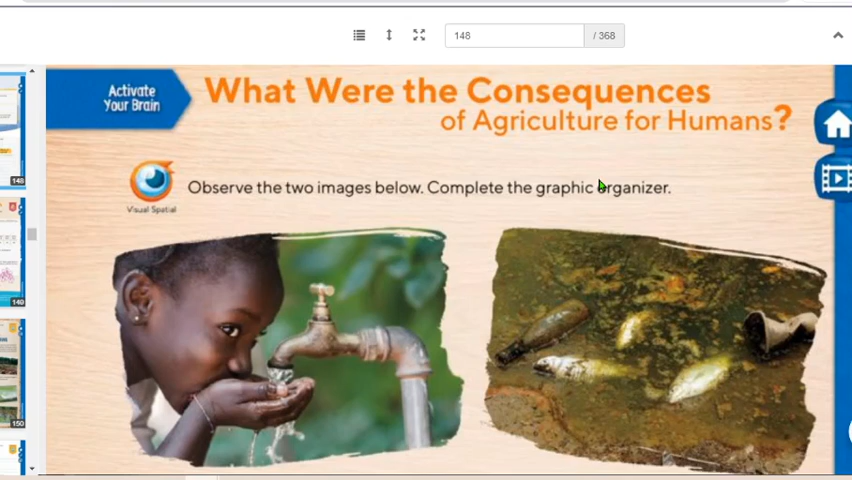 148
/ 368
Activate
Your Brain
What Were the Consequences
of Agriculture for Humans?
Visual Spatial
Observe the two images below. Complete the graphic organizer.
148
149
150